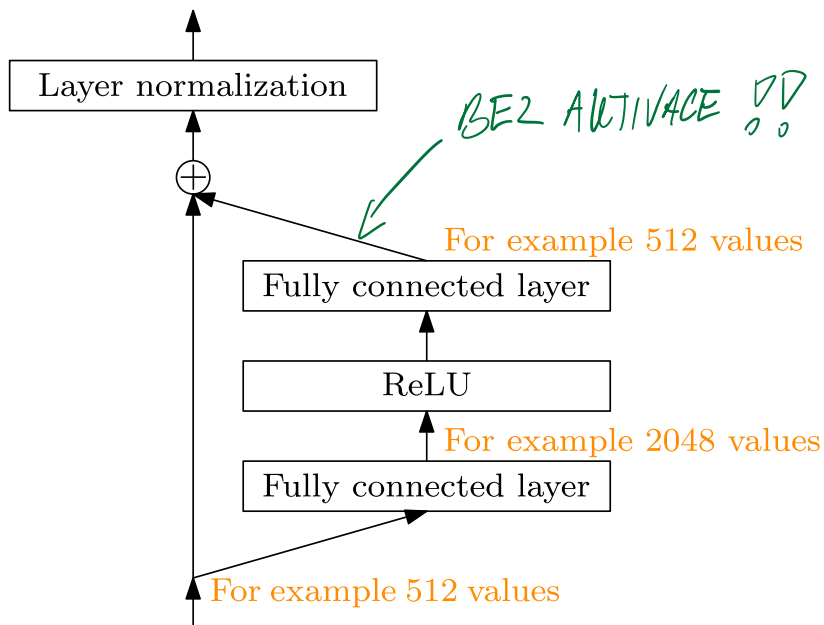 Layer normalization
BEZ AKTIVACE !!
For example 512 values
Fully connected layer
ReLU
For example 2048 values
Fully connected layer
For example 512 values